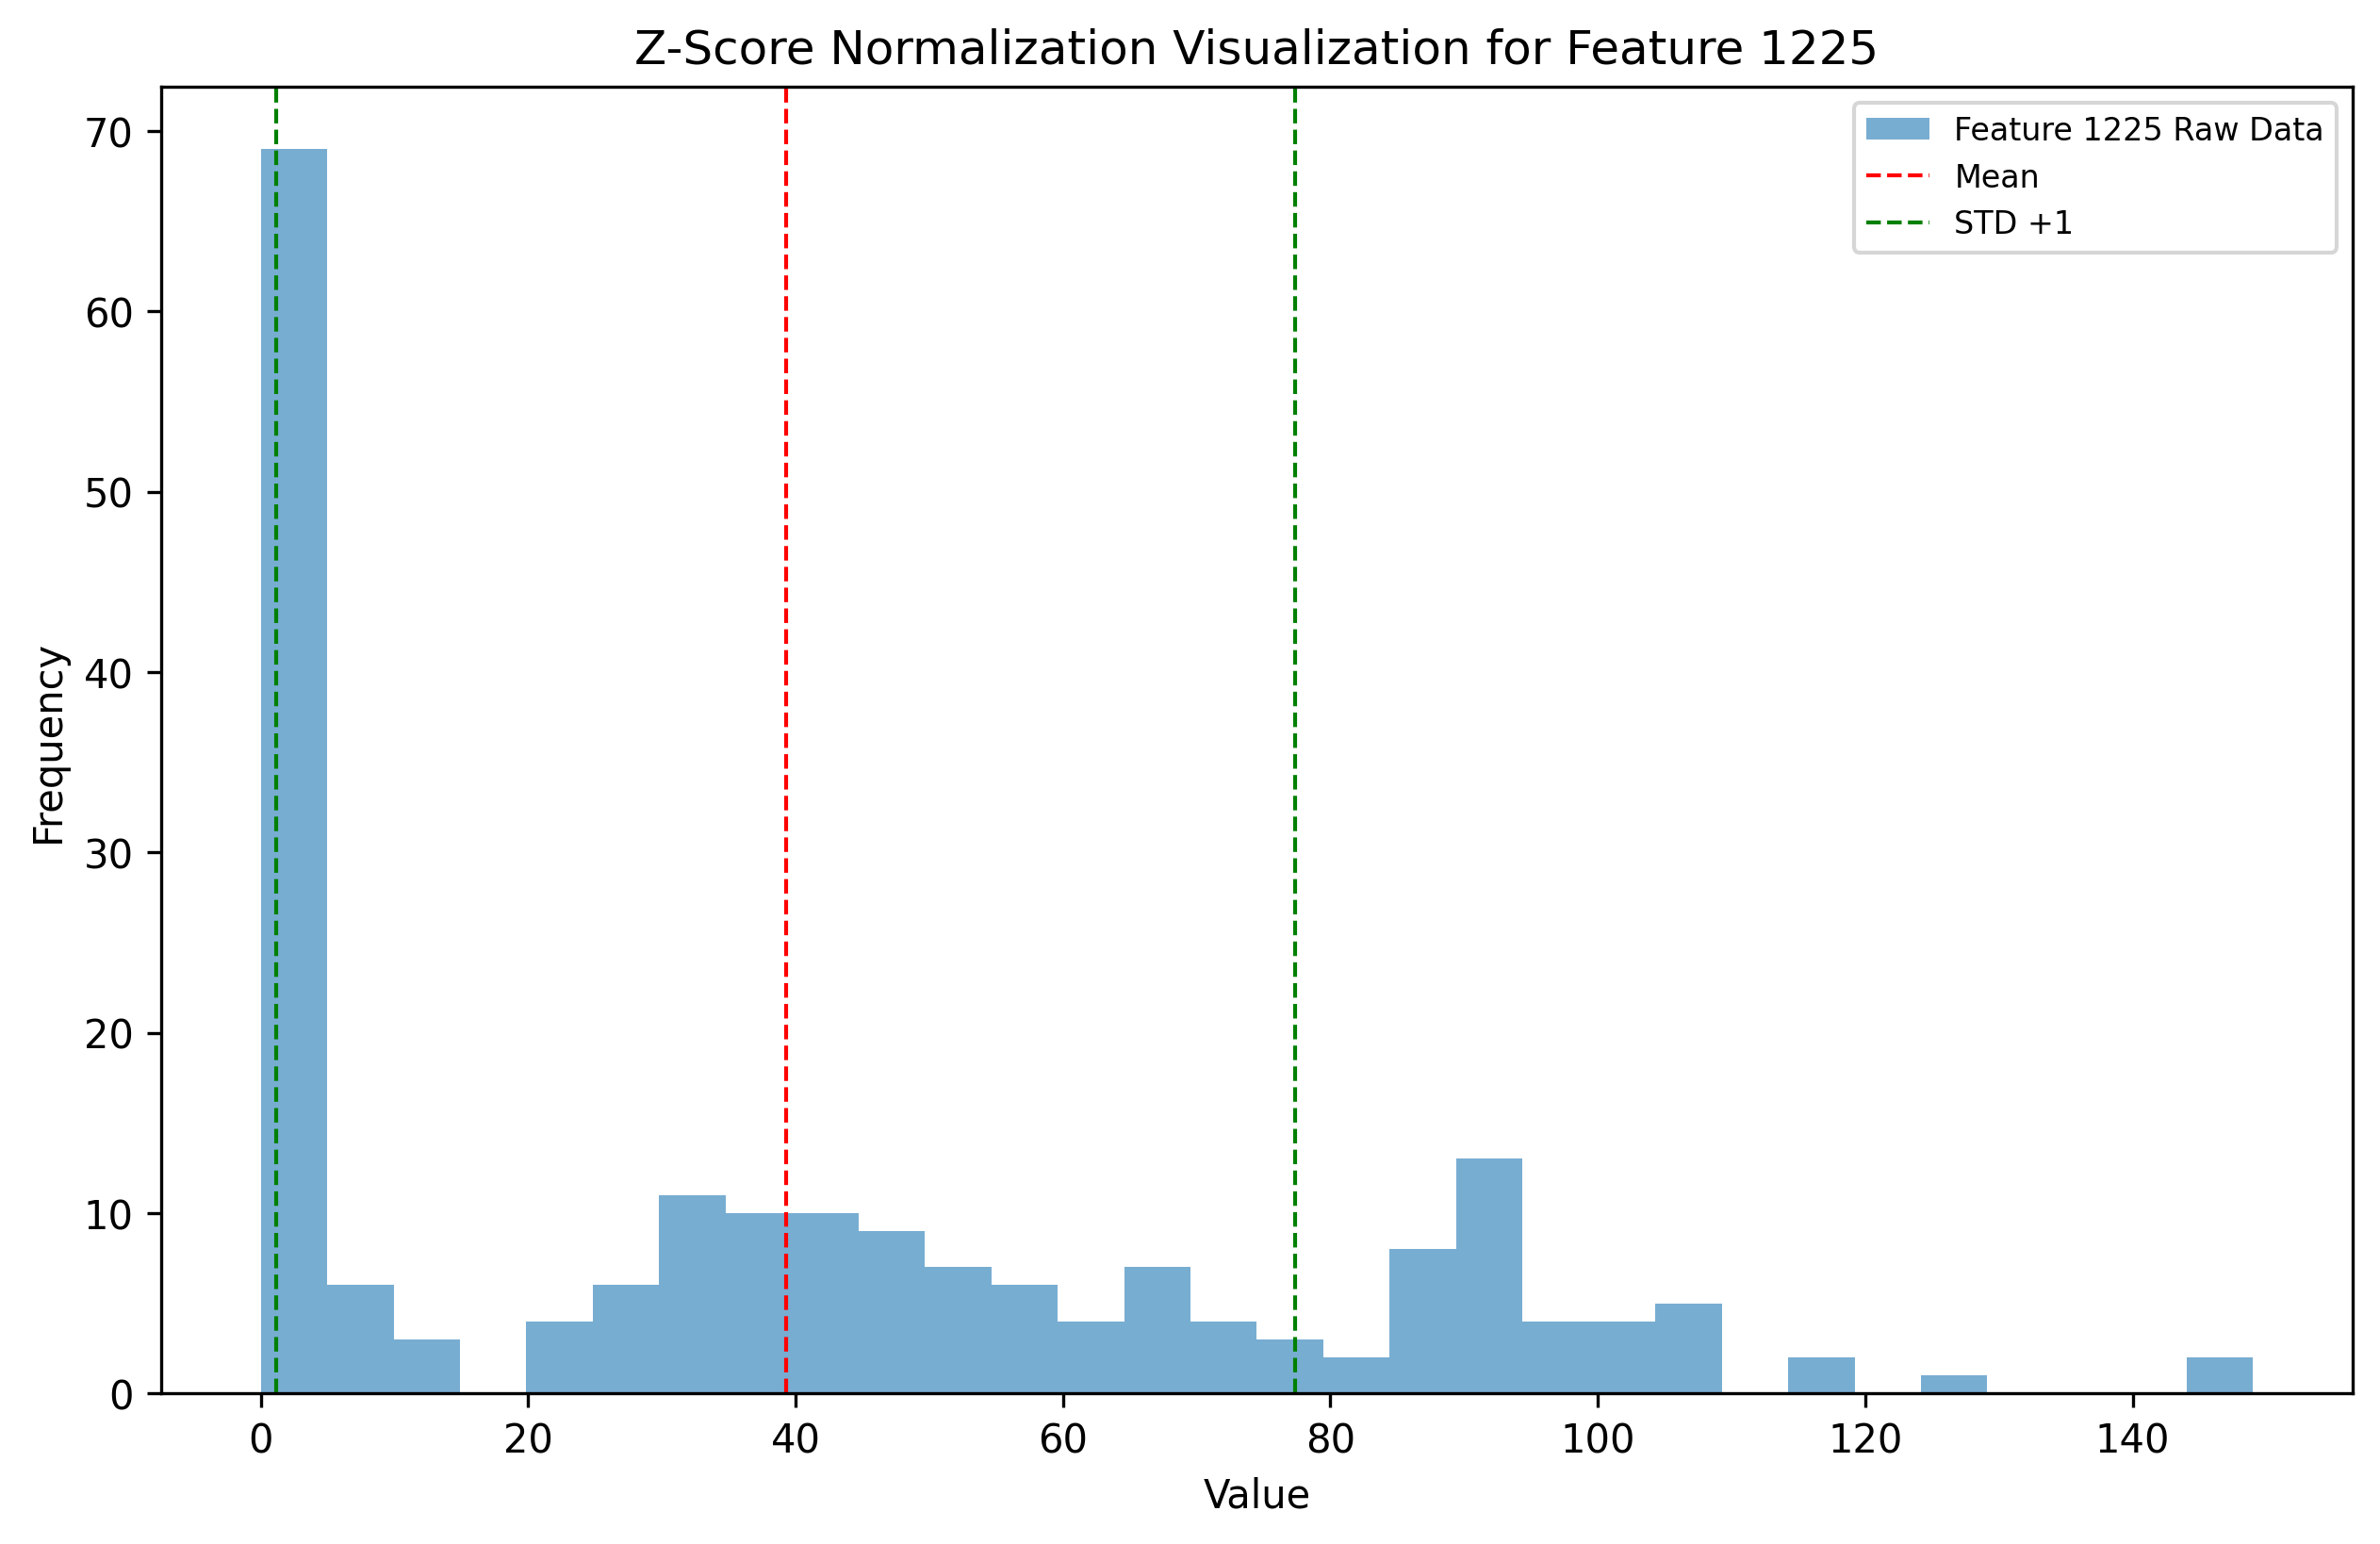 Z-Score Normalization Visualization for Feature 1225
Feature 1225 Raw Data
Mean
STD +1
70
60
50
40
30
20
10
0
Frequency
0 20 40 60 80 100 120 140
Value